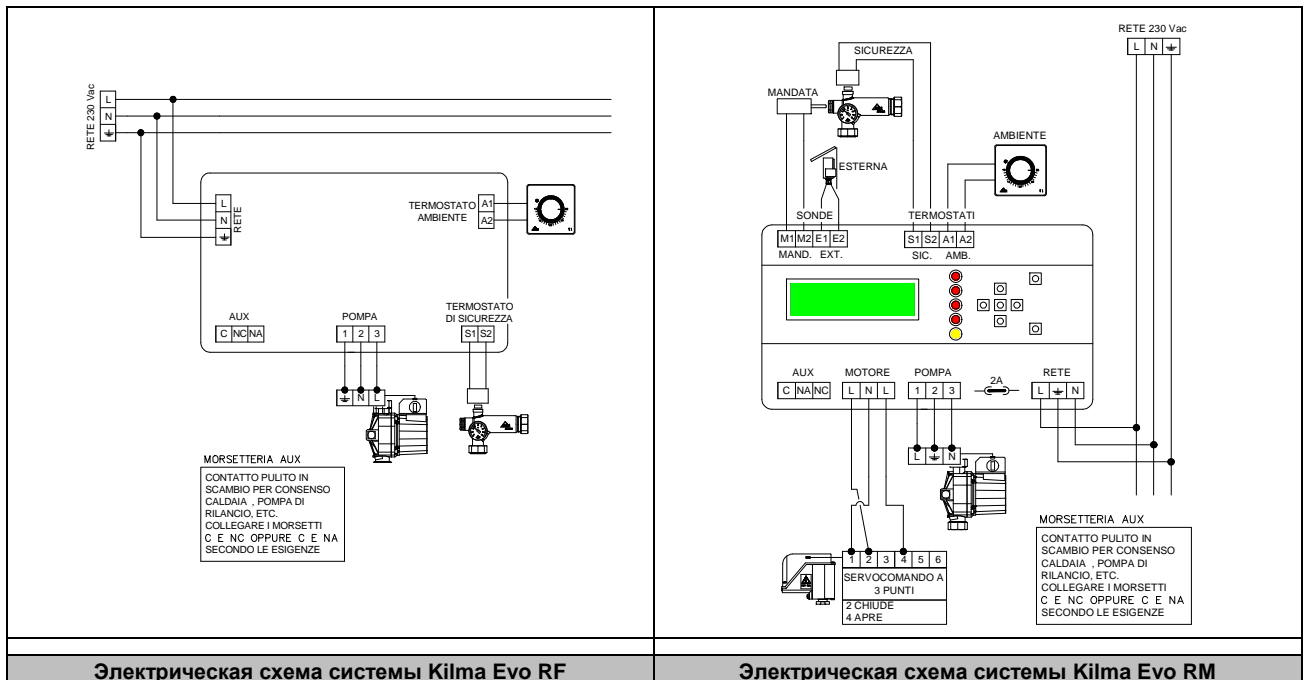 RETE 230 Vac
L
N
L
N
RETE
TERMOSTATO
AMBIENTE
A1
A2
AUX
C NC NA
POMPA
1 2 3
N L
TERMOSTATO
DI SICUREZZA
S1 S2
MORSETTERIA AUX
CONTATTO PULITO IN
SCAMBIO PER CONSENSO
CALDAIA , POMPA DI
RILANCIO, ETC.
COLLEGARE I MORSETTI
C E NC OPPURE C E NA
SECONDO LE ESIGENZE
Электрическая схема системы Kilma Evo RF
RETE 230 Vac
L N
SICUREZZA
MANDATA
ESTERNA
AMBIENTE
SONDE
TERMOSTATI
M1 M2 E1 E2
S1 S2 A1 A2
MAND. EXT.
SIC. AMB.
AUX
MOTORE
POMPA
2A
RETE
C NA NC
L N L
1 2 3
L N
L N
1 2 3 4 5 6
SERVOCOMANDO A
3 PUNTI
2 CHIUDE
4 APRE
MORSETTERIA AUX
CONTATTO PULITO IN
SCAMBIO PER CONSENSO
CALDAIA , POMPA DI
RILANCIO, ETC.
COLLEGARE I MORSETTI
C E NC OPPURE C E NA
SECONDO LE ESIGENZE
Электрическая схема системы Kilma Evo RM